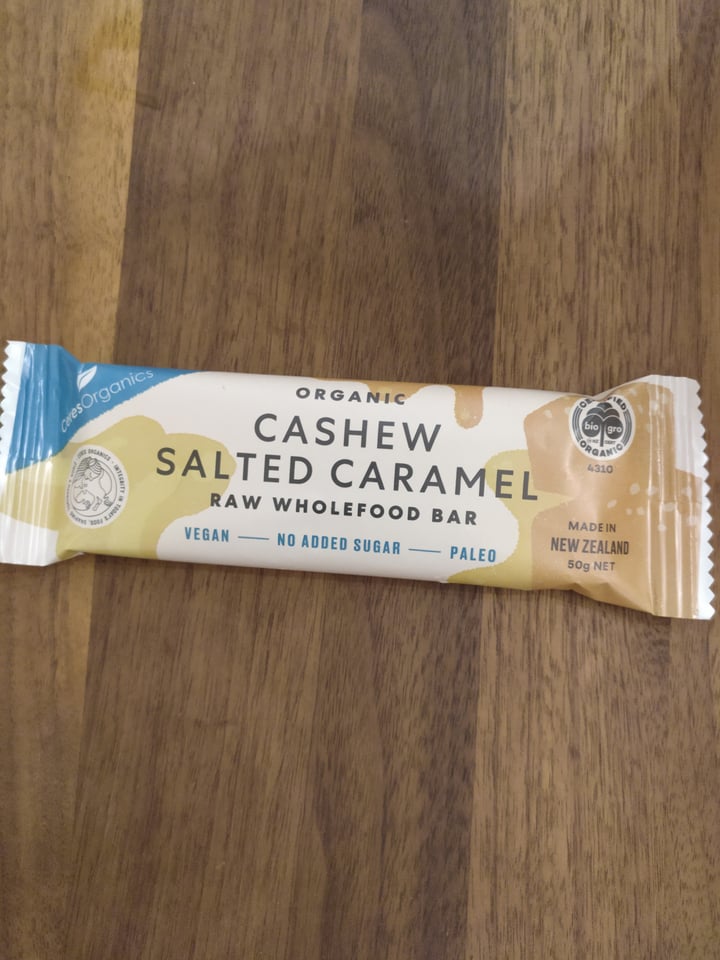 CeresOrganics
ORGANIC
CASHEW
SALTED CARAMEL
RAW WHOLEFOOD BAR
VEGAN — NO ADDED SUGAR — PALEO
CERTIFIED
bio gro
ORGANIC
4310
MADE IN
NEW ZEALAND
50g NET